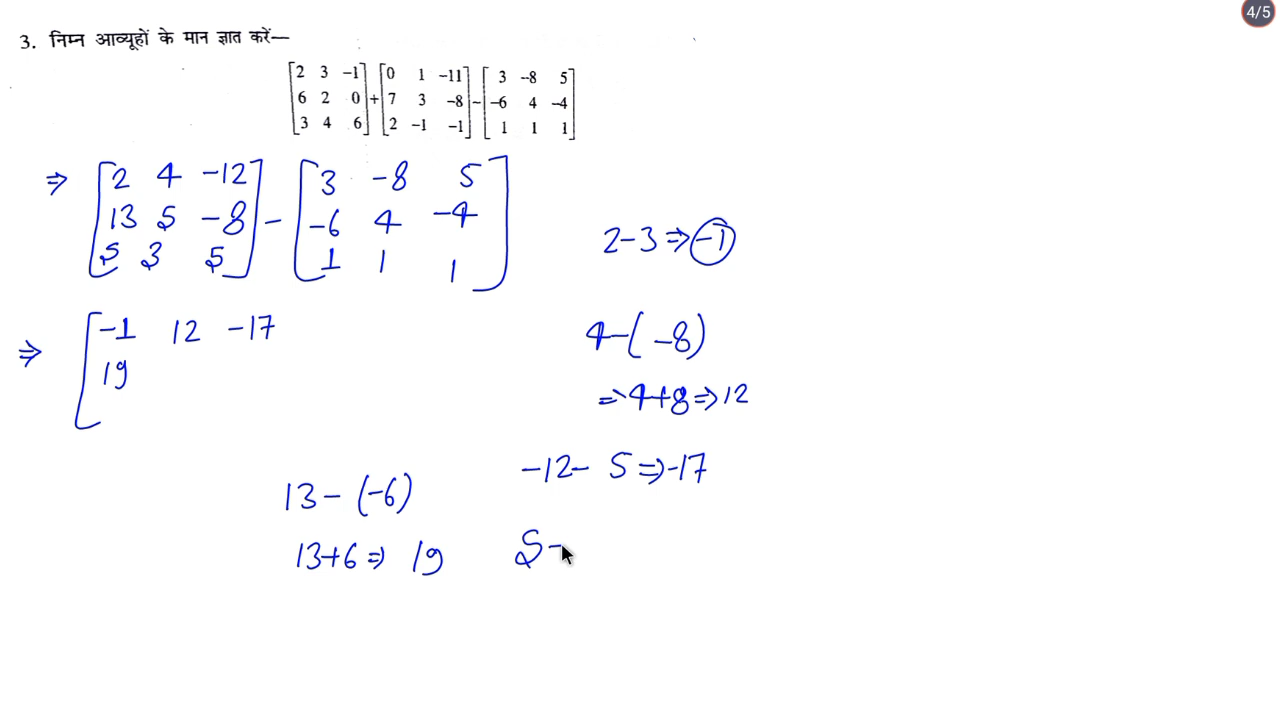 4/5
3. निम्न आव्यूहों के मान ज्ञात करें—
[2 3 -1] [0 1 -11] [3 -8 5]
[6 2 0] + [7 3 -8] - [-6 4 -4]
[3 4 6] [2 -1 -1] [1 1 1]
⇒ [2 4 -12] [3 -8 5]
[13 5 -8] - [-6 4 -4]
[5 3 5] [1 1 1]
2-3⇒-1
⇒ [-1 12 -17
19
4-(-8)
⇒4+8⇒12
-12- 5⇒-17
13-(-6)
13+6⇒ 19
5-